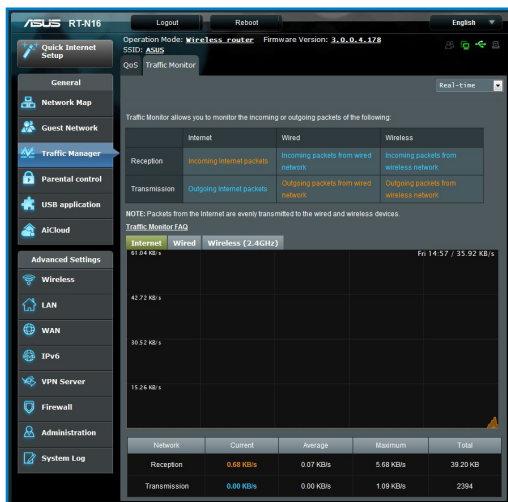 ASUS RT-N16
Logout
Reboot
English
Operation Mode: Wireless router Firmware Version: 3.0.0.4.178
SSID: ASUS
Quick Internet
Setup
General
Network Map
Guest Network
Traffic Manager
Parental control
USB application
AiCloud
Advanced Settings
Wireless
LAN
WAN
IPv6
VPN Server
Firewall
Administration
System Log
QoS Traffic Monitor
Real-time
Traffic Monitor allows you to monitor the incoming or outgoing packets of the following:
Internet Wired Wireless
Reception Incoming Internet packets Incoming packets from wired network Incoming packets from wireless network
Transmission Outgoing Internet packets Outgoing packets from wired network Outgoing packets from wireless network
NOTE: Packets from the Internet are evenly transmitted to the wired and wireless devices.
Traffic Monitor FAQ
Internet Wired Wireless (2.4GHz)
61.04 KB/s
Fri 14:57 / 35.92 KB/s
42.72 KB/s
30.52 KB/s
15.26 KB/s
Network Current Average Maximum Total
Reception 0.68 KB/s 0.07 KB/s 5.68 KB/s 39.20 KB
Transmission 0.00 KB/s 0.00 KB/s 1.09 KB/s 2394